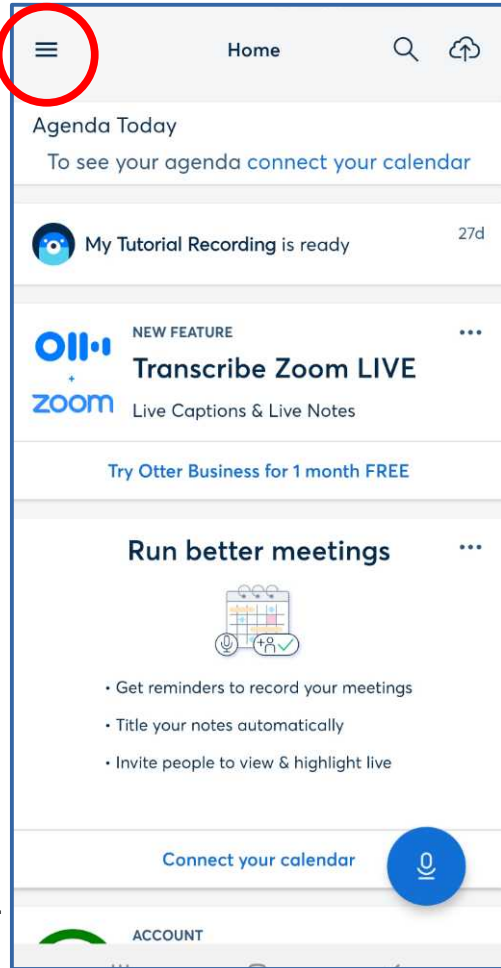 Home
Agenda Today
To see your agenda connect your calendar
My Tutorial Recording is ready
27d
NEW FEATURE
Transcribe Zoom LIVE
Live Captions & Live Notes
+
zoom
Try Otter Business for 1 month FREE
Run better meetings
• Get reminders to record your meetings
• Title your notes automatically
• Invite people to view & highlight live
Connect your calendar
ACCOUNT